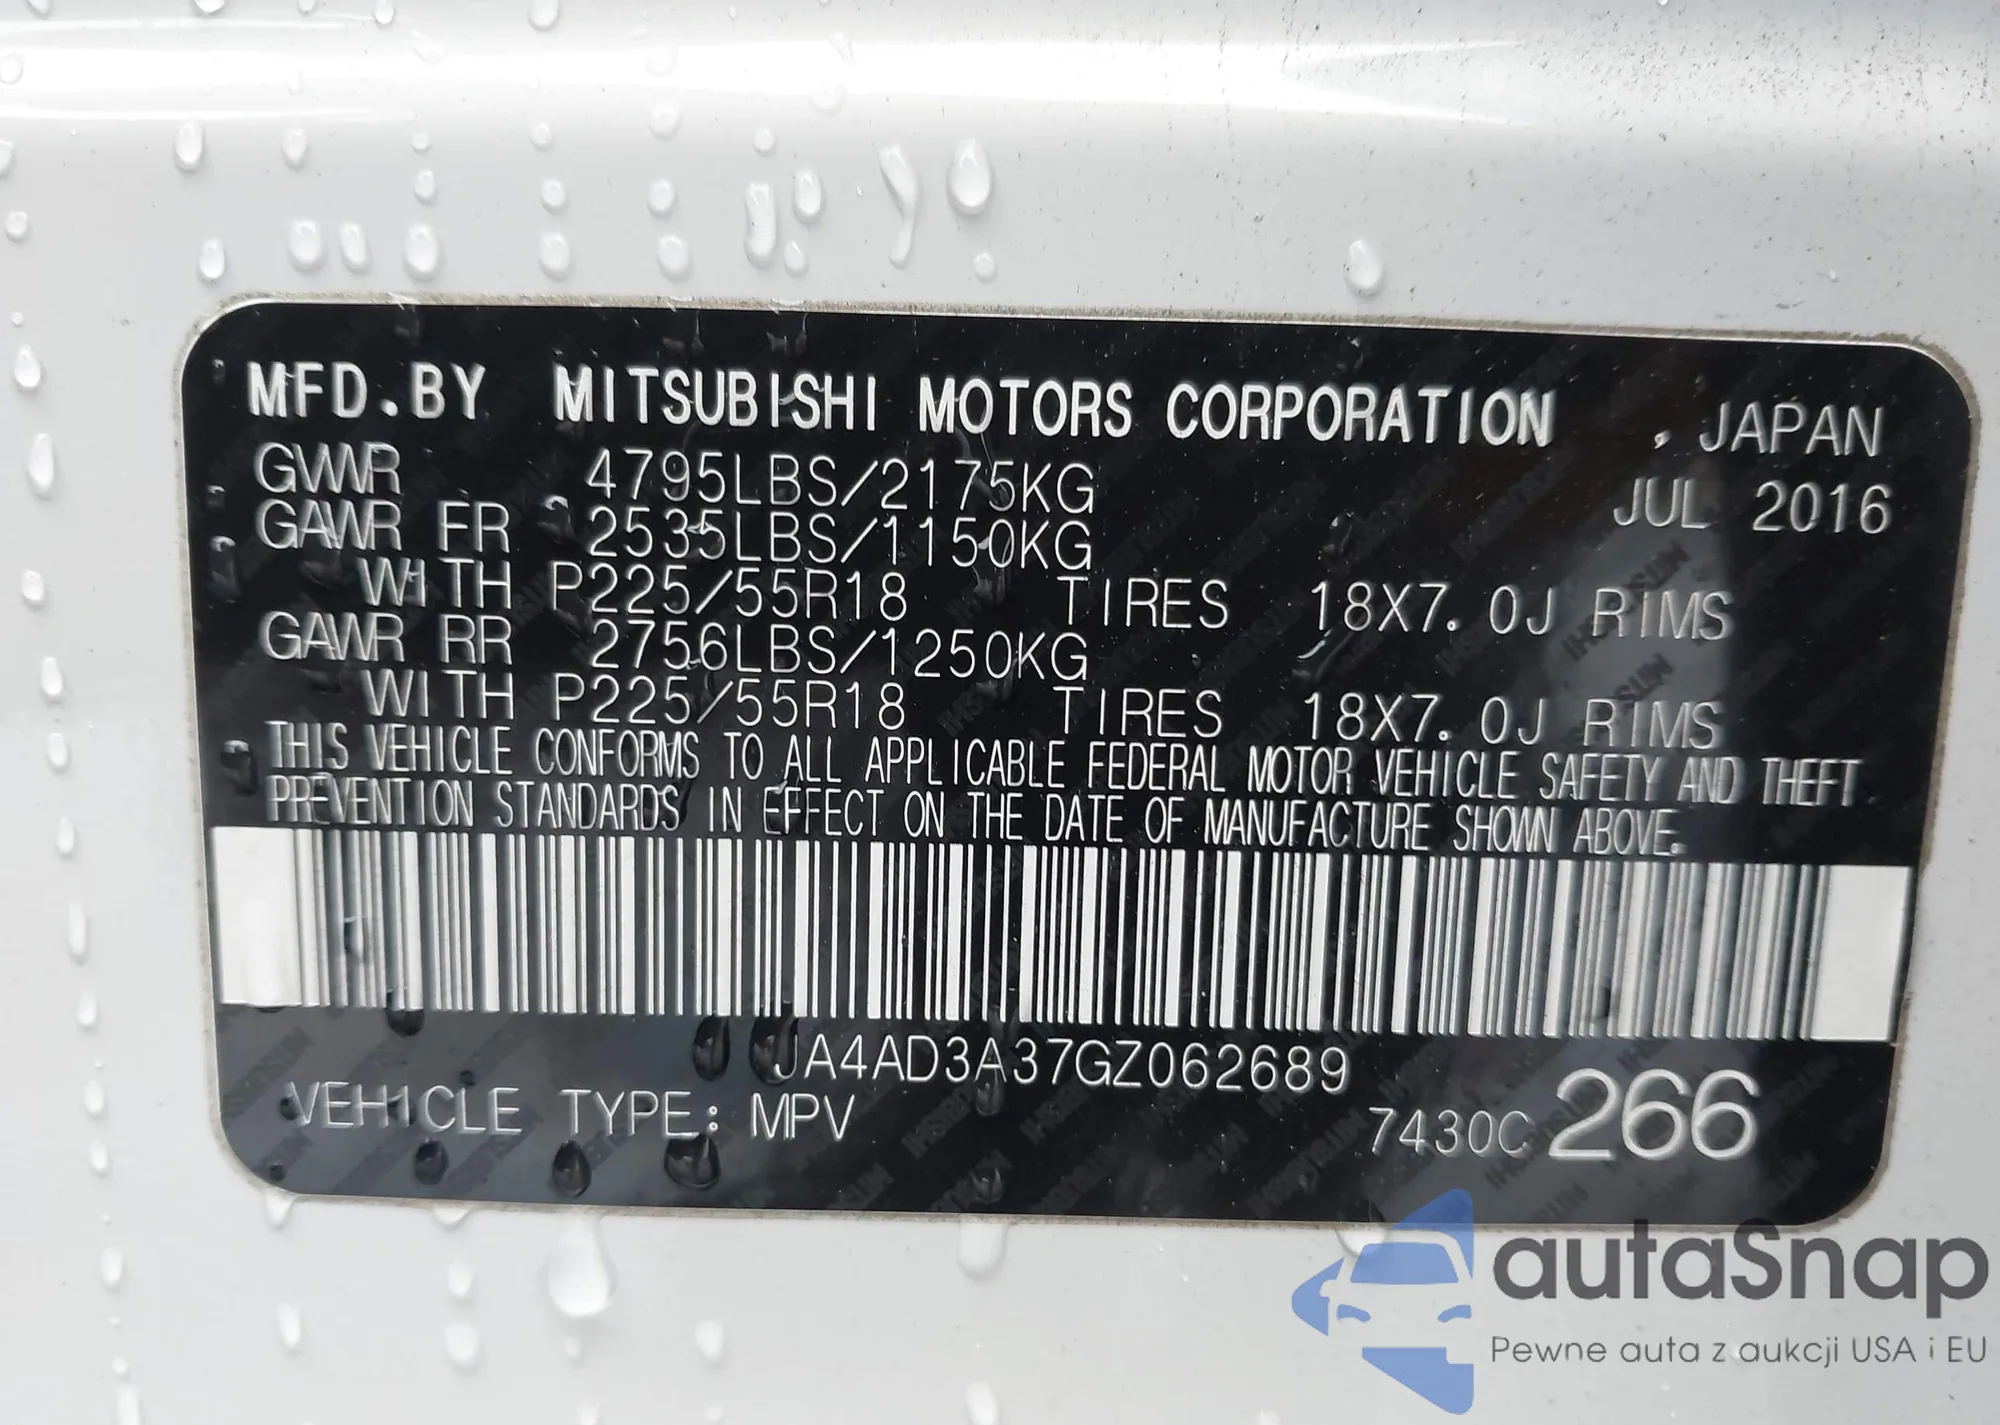 MFD.BY MITSUBISHI MOTORS CORPORATION , JAPAN
GVWR 4795LBS/2175KG JUL 2016
GAWR FR 2535LBS/1150KG
WITH P225/55R18 TIRES 18X7.0J RIMS
GAWR RR 2756LBS/1250KG
WITH P225/55R18 TIRES 18X7.0J RIMS
THIS VEHICLE CONFORMS TO ALL APPLICABLE FEDERAL MOTOR VEHICLE SAFETY AND THEFT
PREVENTION STANDARDS IN EFFECT ON THE DATE OF MANUFACTURE SHOWN ABOVE.
JA4AD3A37GZ062689
VEHICLE TYPE: MPV 7430C 266
autaSnap
Pewne auta z aukcji USA i EU